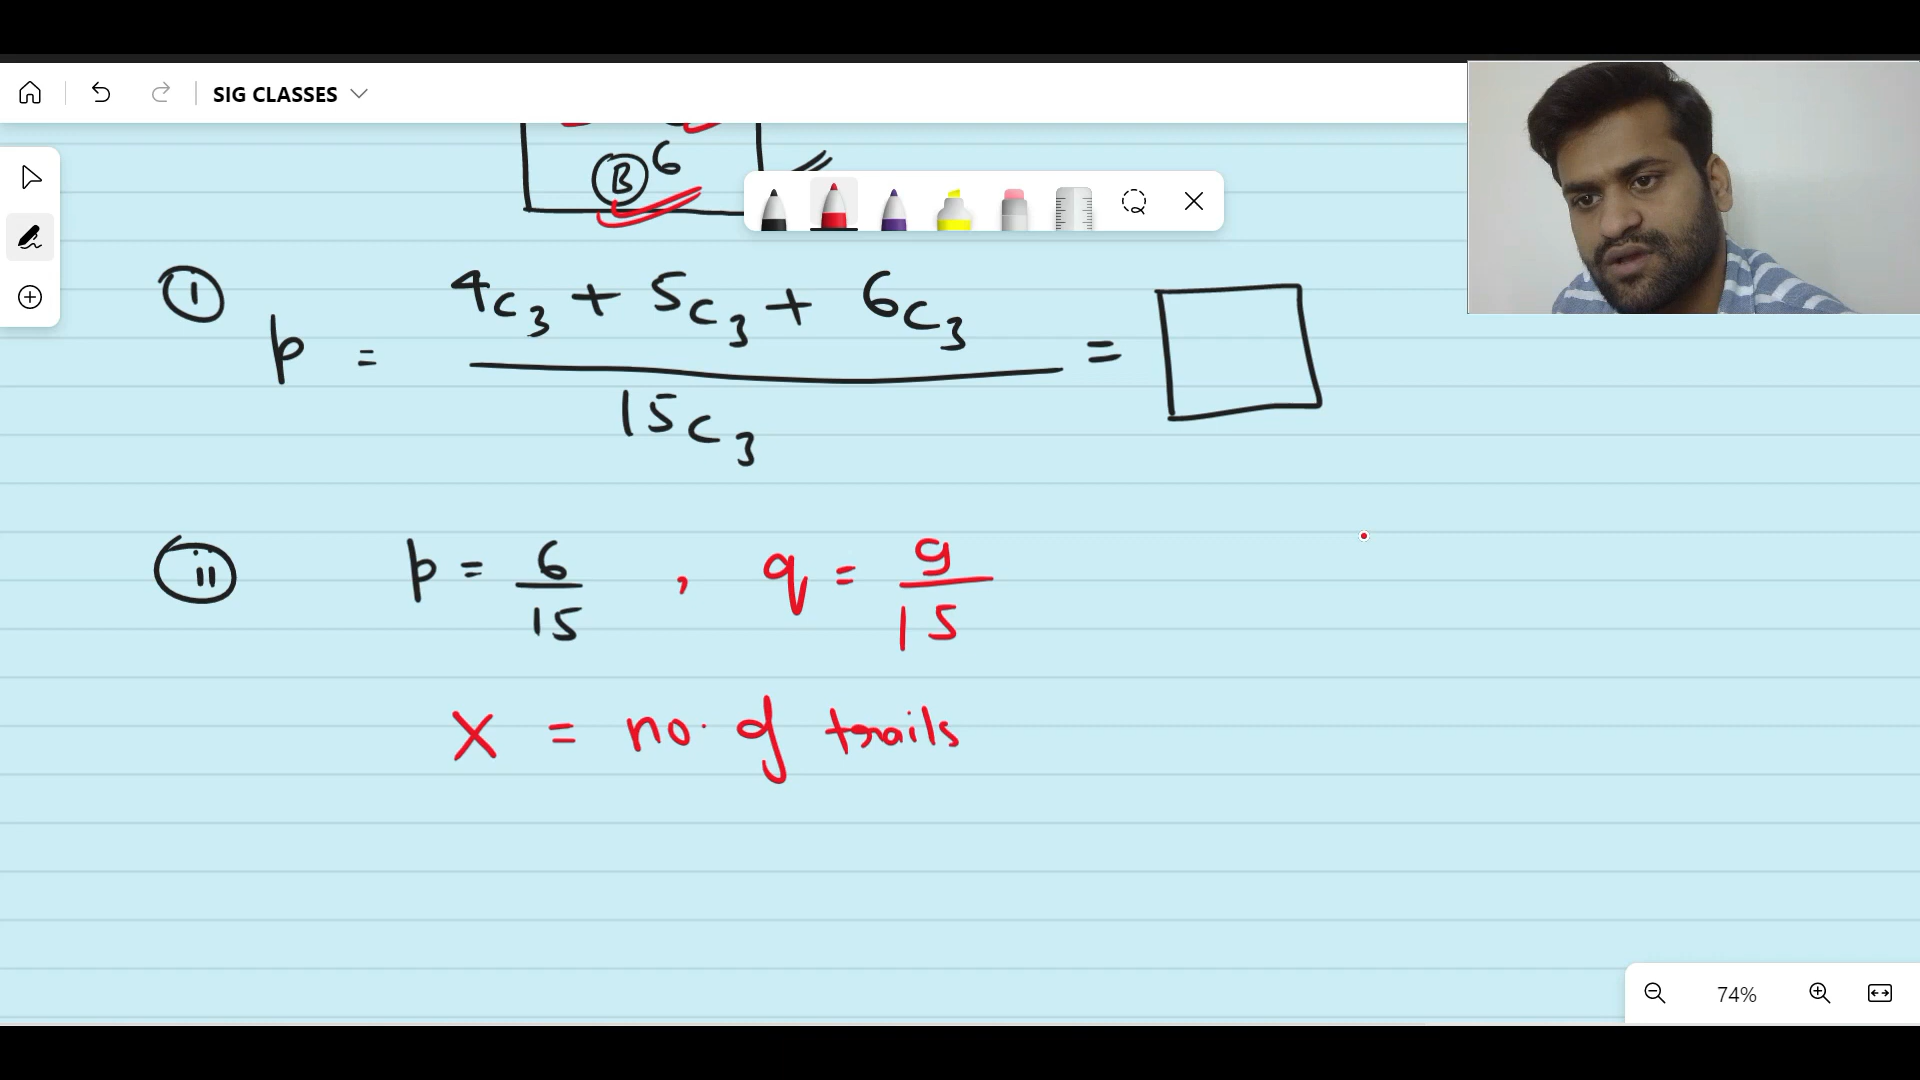 SIG CLASSES
B 6
i
4c3 + 5c3 + 6c3
p = =
15c3
ii p = 6/15 , q = 9/15
X = no. of trails
74%